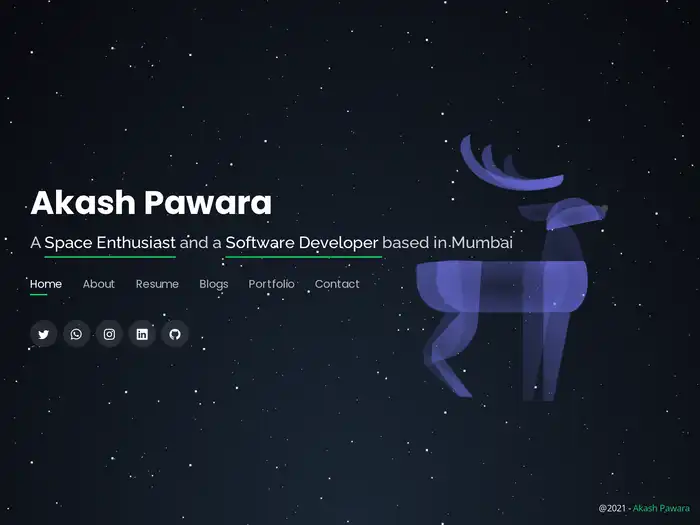 Akash Pawara
A Space Enthusiast and a Software Developer based in Mumbai
Home About Resume Blogs Portfolio Contact
@2021 - Akash Pawara